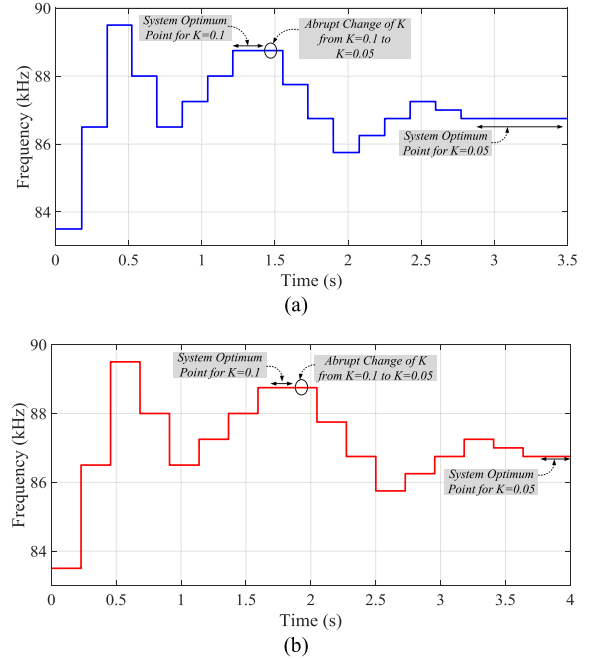 90
88
86
84
Frequency (kHz)
System Optimum
Point for K=0.1
Abrupt Change of K
from K=0.1 to
K=0.05
System Optimum
Point for K=0.05
0 0.5 1 1.5 2 2.5 3 3.5
Time (s)
(a)
90
88
86
84
Frequency (kHz)
System Optimum
Point for K=0.1
Abrupt Change of K
from K=0.1 to K=0.05
System Optimum
Point for K=0.05
0 0.5 1 1.5 2 2.5 3 3.5 4
Time (s)
(b)